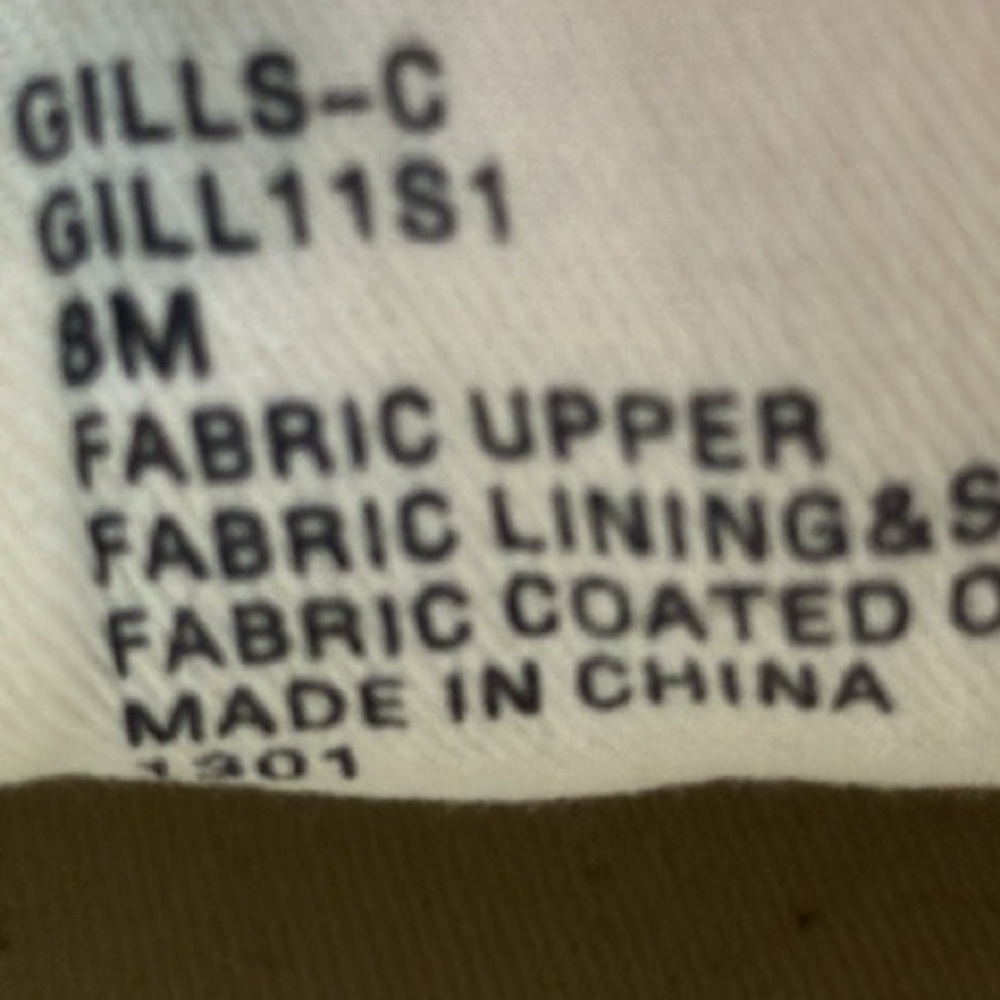 GILLS-C
GILL11S1
8M
FABRIC UPPER
FABRIC LINING&S
FABRIC COATED
MADE IN CHINA
1301